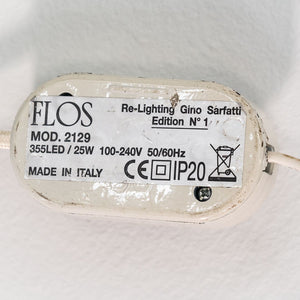 FLOS
Re-Lighting Gino Sarfatti
Edition N° 1
MOD. 2129
355LED / 25W 100-240V 50/60Hz
MADE IN ITALY CE IP20